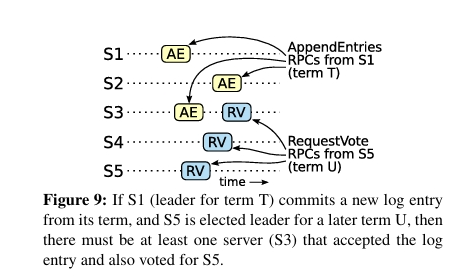 S1 AE AppendEntries
RPCs from S1
(term T)
S2 AE
S3 AE RV
S4 RV RequestVote
RPCs from S5
(term U)
S5 RV
time
Figure 9: If S1 (leader for term T) commits a new log entry
from its term, and S5 is elected leader for a later term U, then
there must be at least one server (S3) that accepted the log
entry and also voted for S5.